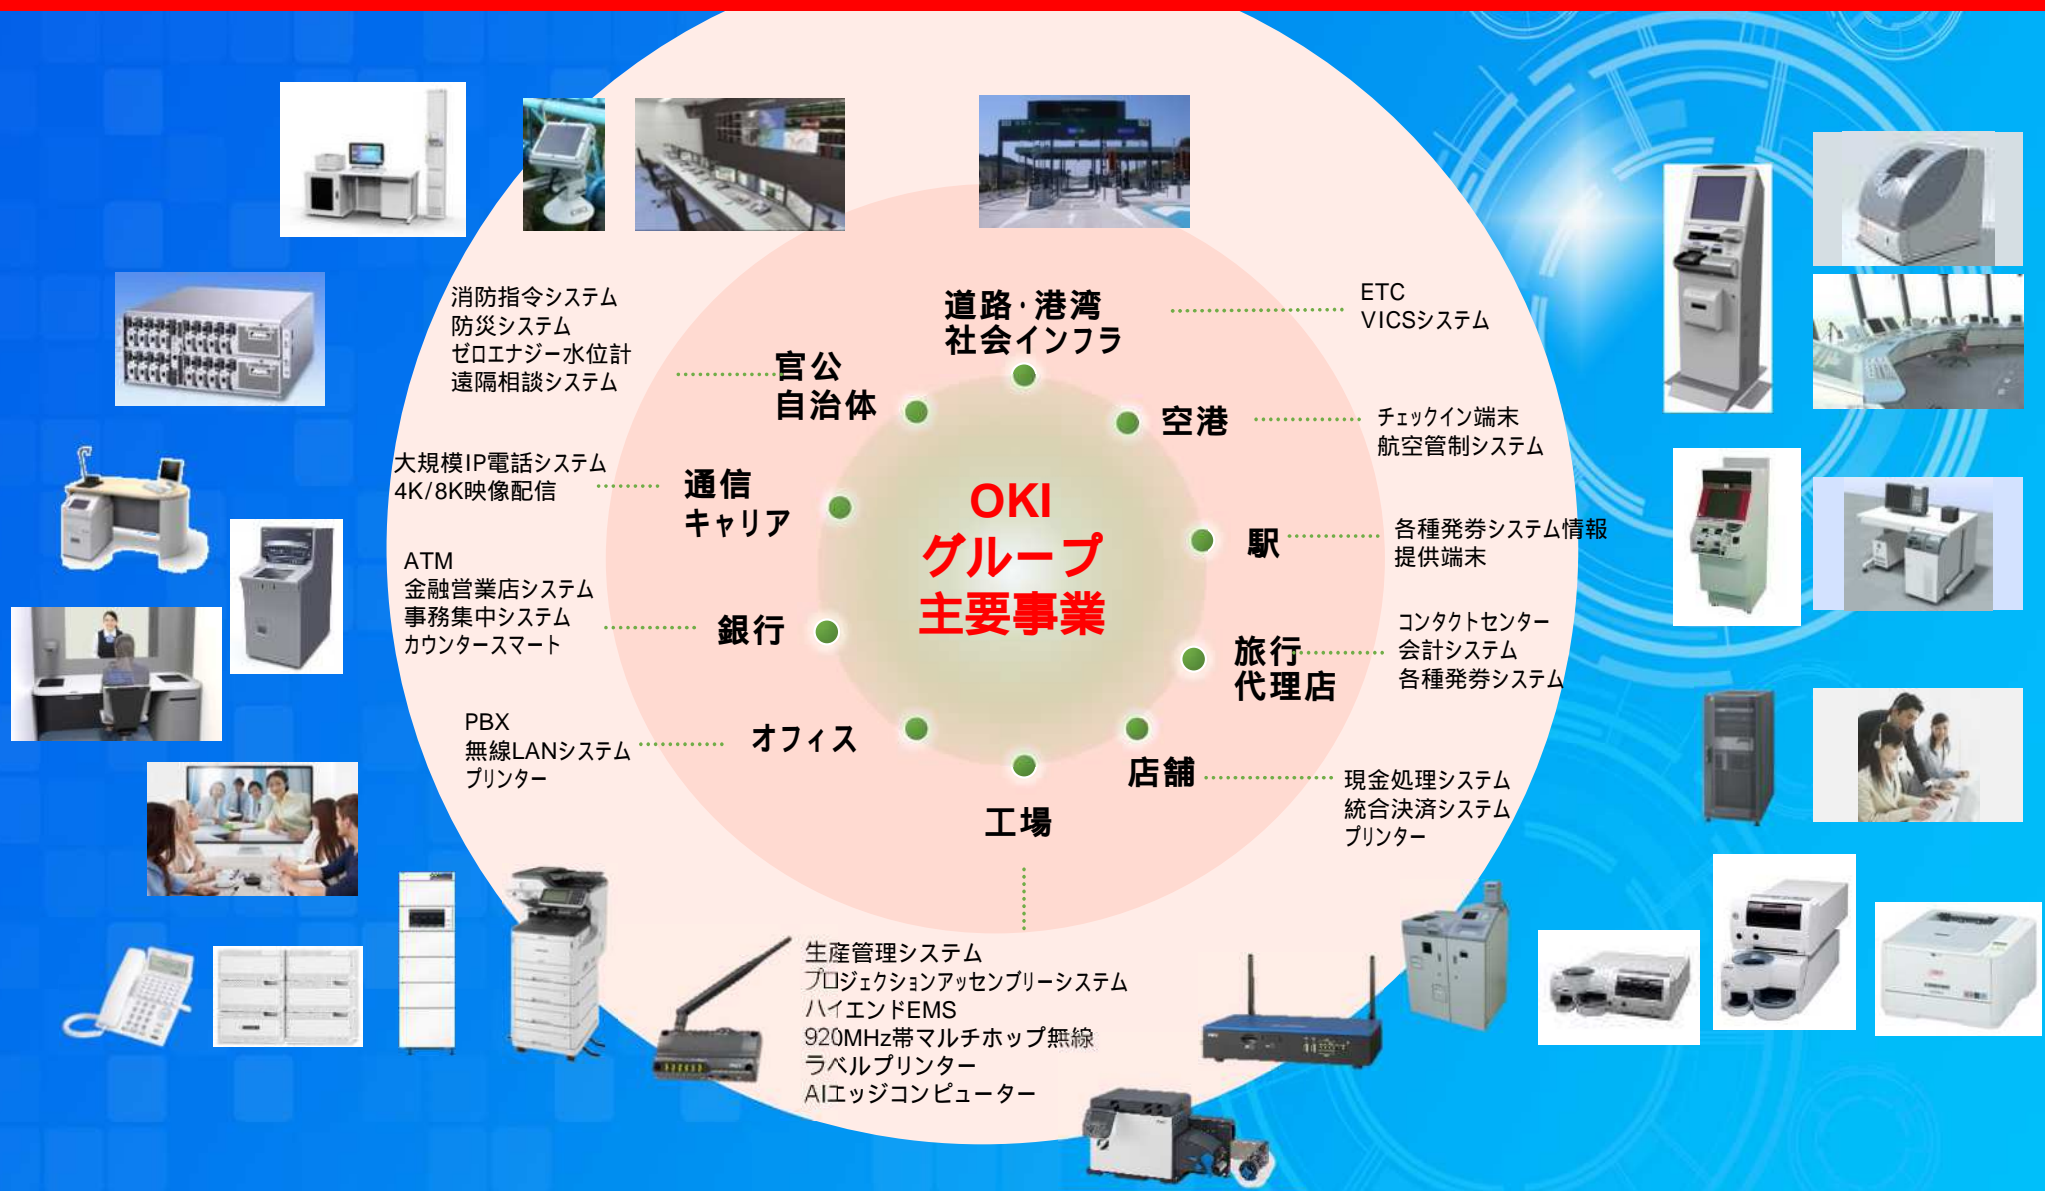 道路・港湾
社会インフラ
ETC
VICSシステム
消防指令システム
防災システム
ゼロエナジー水位計
遠隔相談システム
官公
自治体
空港
チェックイン端末
航空管制システム
大規模IP電話システム
4K/8K映像配信
通信
キャリア
OKI
グループ
主要事業
駅
各種発券システム情報
提供端末
ATM
金融営業店システム
事務集中システム
カウンタースマート
銀行
旅行
代理店
コンタクトセンター
会計システム
各種発券システム
PBX
無線LANシステム
プリンター
オフィス
店舗
現金処理システム
統合決済システム
プリンター
工場
生産管理システム
プロジェクションアッセンブリーシステム
ハイエンドEMS
920MHz帯マルチホップ無線
ラベルプリンター
AIエッジコンピューター